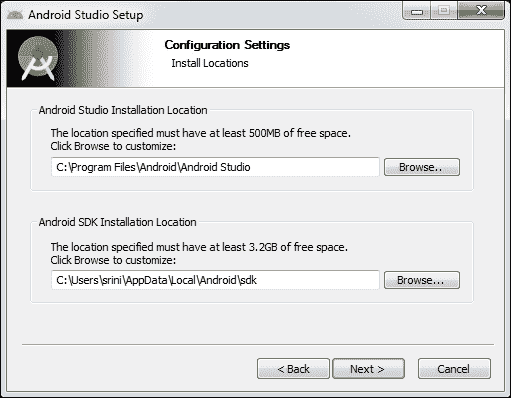 Android Studio Setup
Configuration Settings
Install Locations
Android Studio Installation Location
The location specified must have at least 500MB of free space.
Click Browse to customize:
C:\Program Files\Android\Android Studio
Browse..
Android SDK Installation Location
The location specified must have at least 3.2GB of free space.
Click Browse to customize:
C:\Users\srini\AppData\Local\Android\sdk
Browse...
< Back
Next >
Cancel